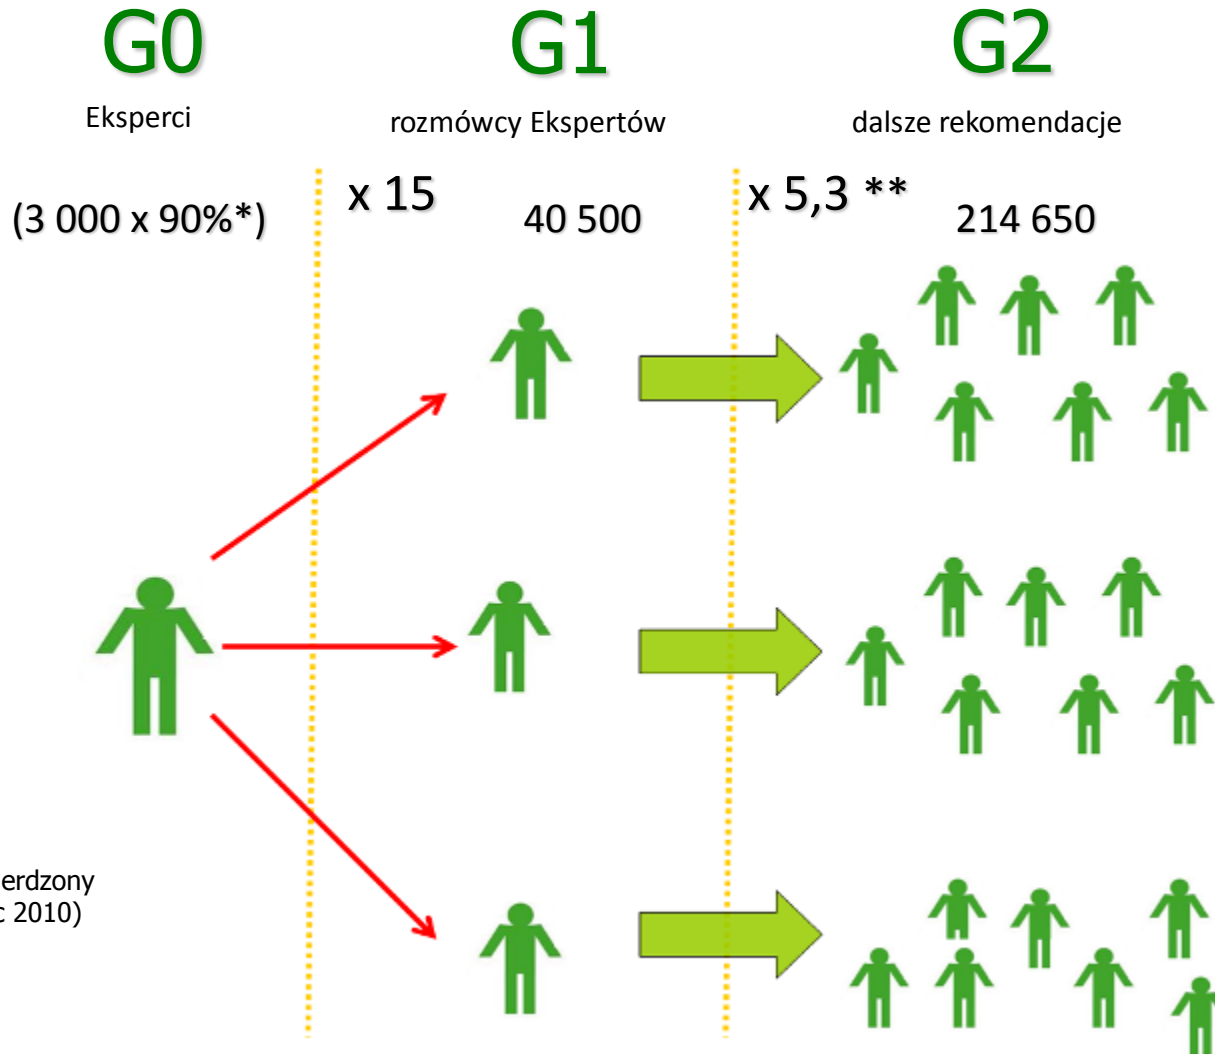 G0 G1 G2
Eksperci rozmówcy Ekspertów dalsze rekomendacje
x 15 x 5,3 **
(3 000 x 90%*) 40 500 214 650
erdzony
c 2010)